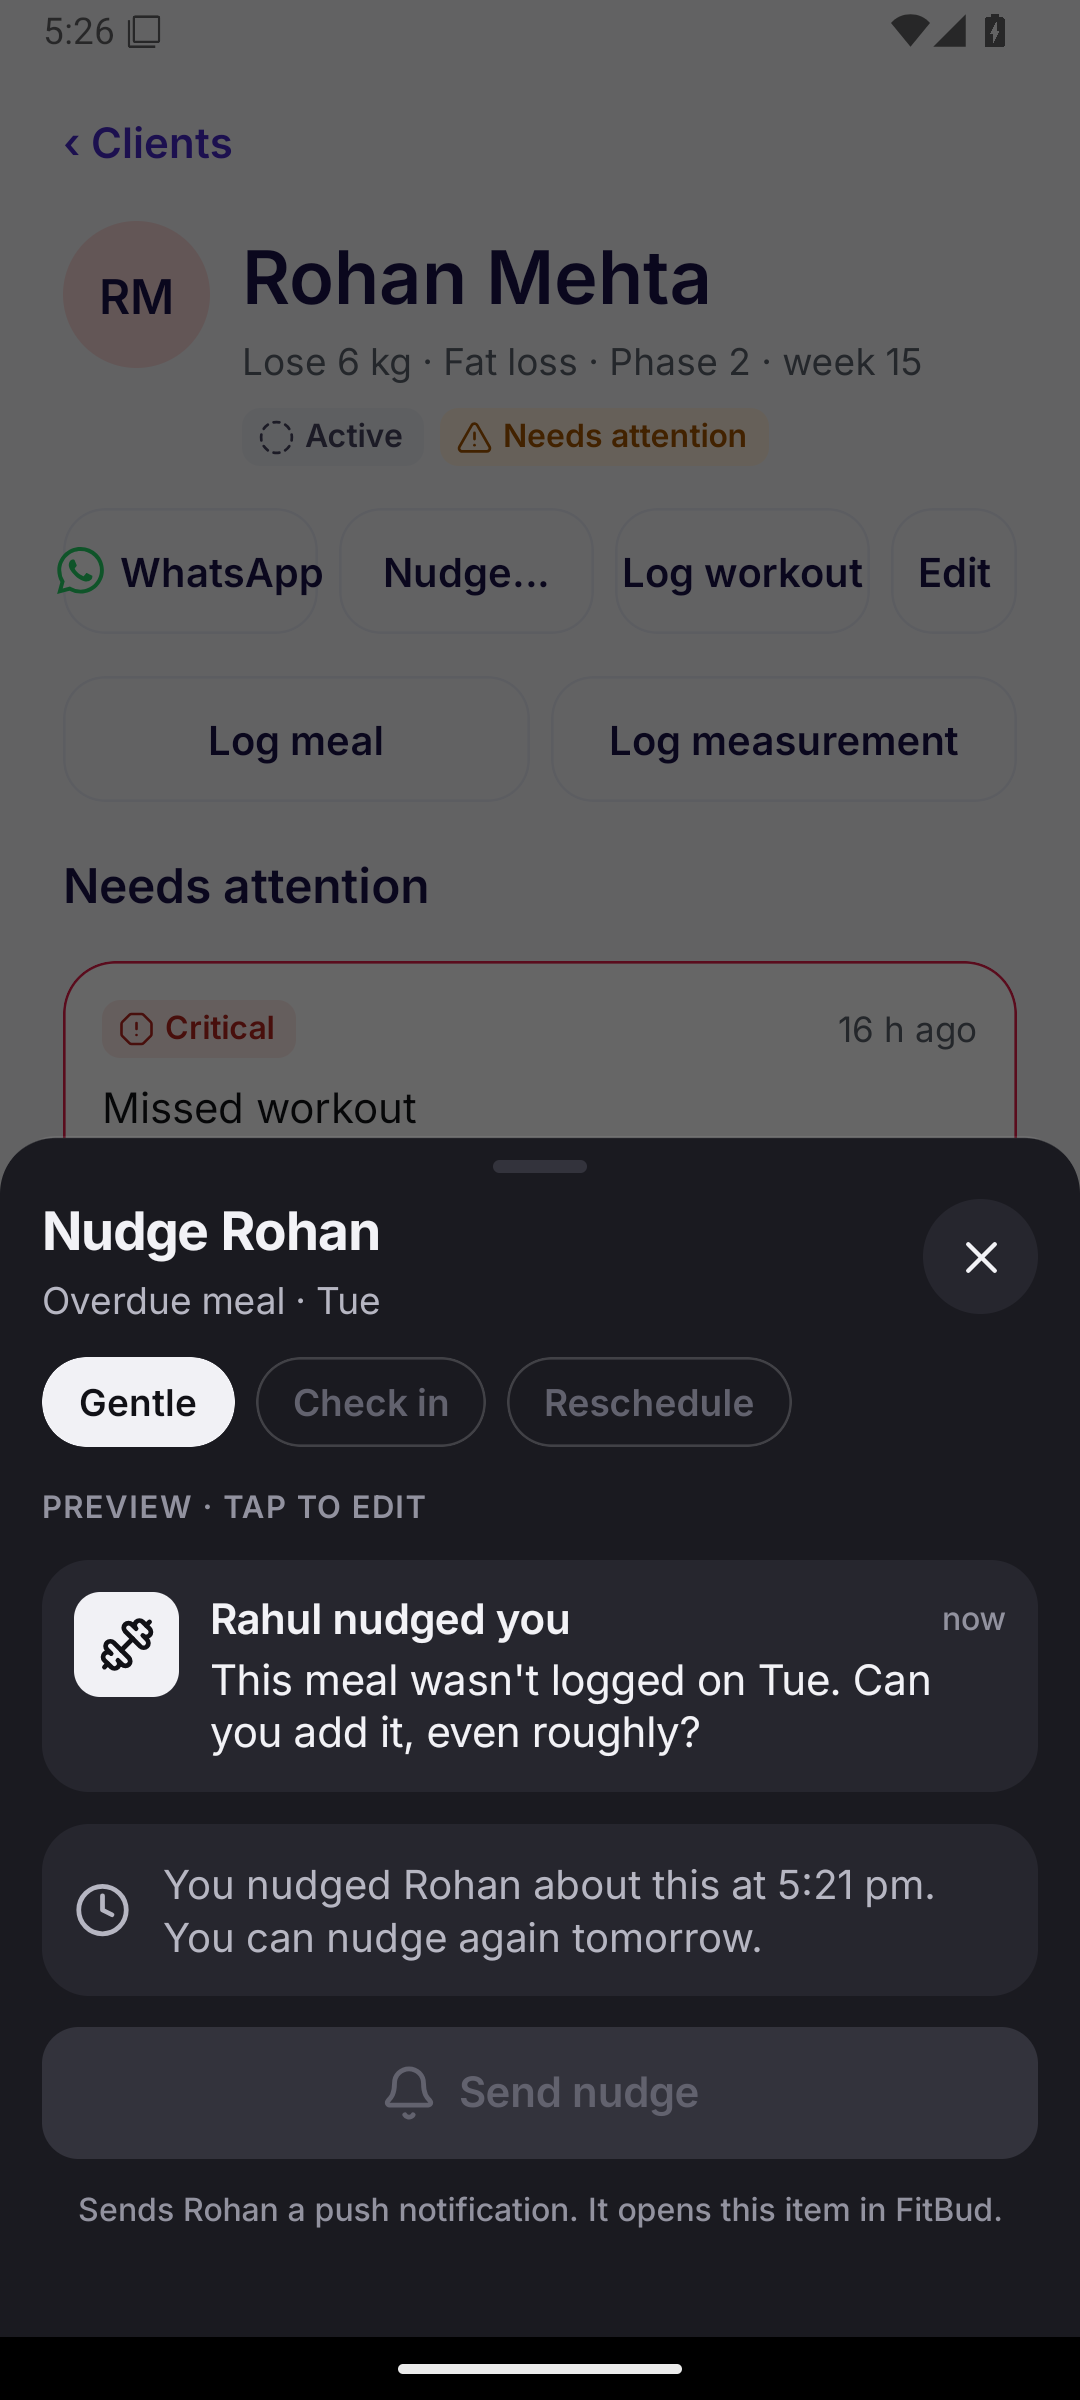 5:26
‹ Clients
RM
Rohan Mehta
Lose 6 kg · Fat loss · Phase 2 · week 15
Active
Needs attention
WhatsApp
Nudge...
Log workout
Edit
Log meal
Log measurement
Needs attention
Critical
16 h ago
Missed workout
Nudge Rohan
Overdue meal · Tue
Gentle
Check in
Reschedule
PREVIEW · TAP TO EDIT
Rahul nudged you
now
This meal wasn't logged on Tue. Can
you add it, even roughly?
You nudged Rohan about this at 5:21 pm.
You can nudge again tomorrow.
Send nudge
Sends Rohan a push notification. It opens this item in FitBud.